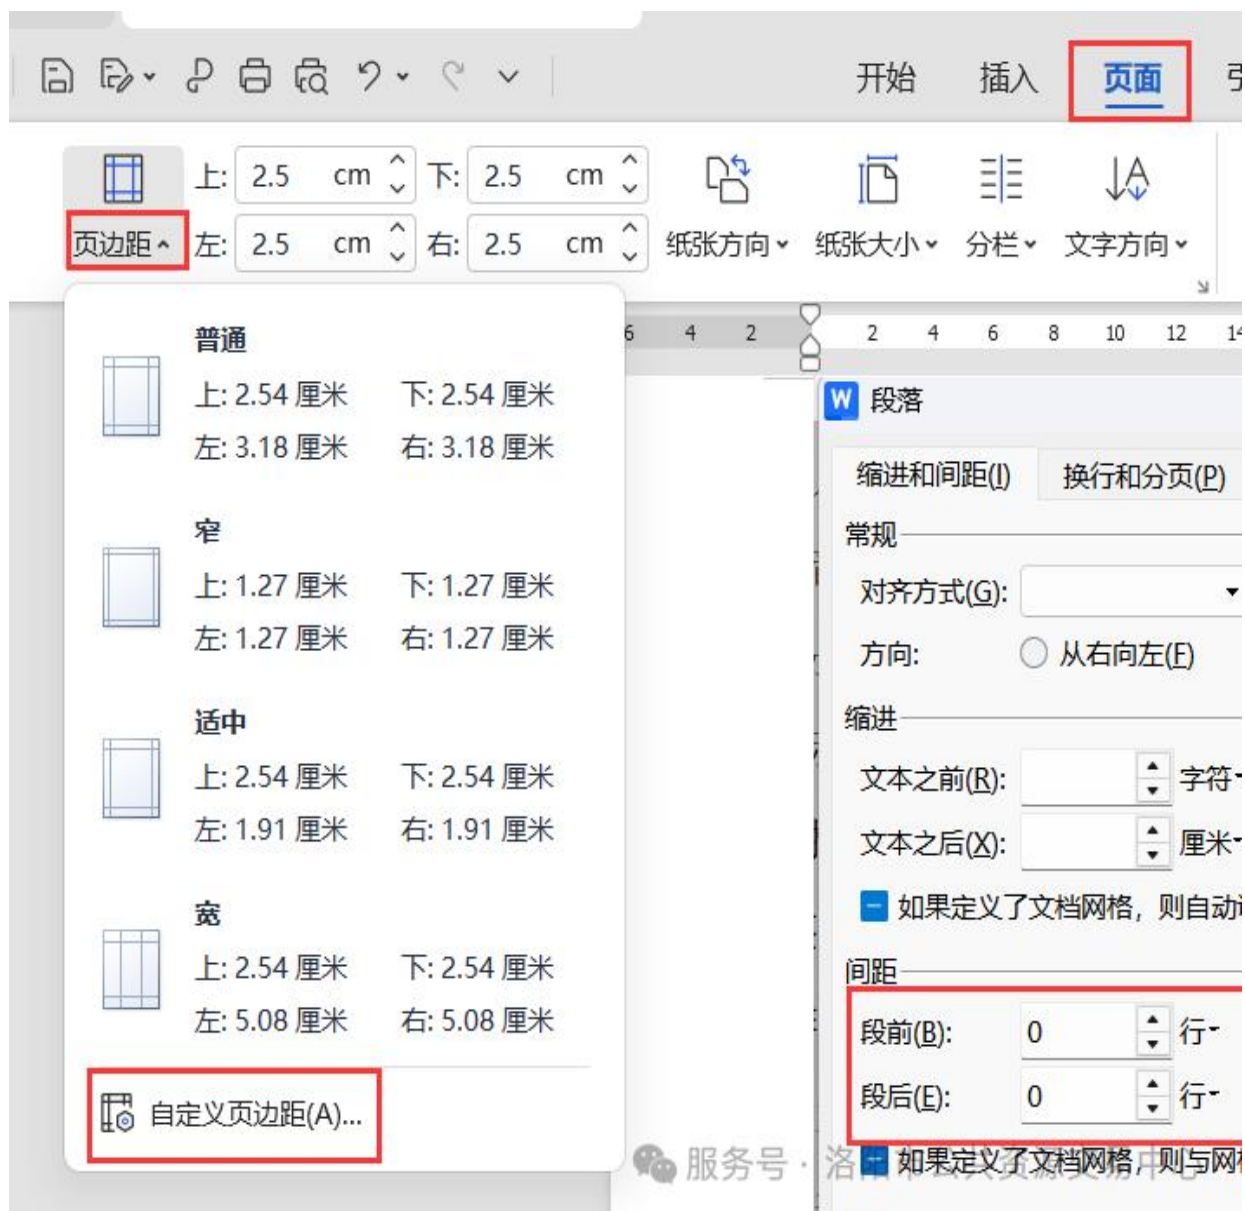 开始 插入 页面
上: 2.5 cm 下: 2.5 cm
页边距 左: 2.5 cm 右: 2.5 cm 纸张方向 纸张大小 分栏 文字方向
普通
上: 2.54 厘米 下: 2.54 厘米
左: 3.18 厘米 右: 3.18 厘米
窄
上: 1.27 厘米 下: 1.27 厘米
左: 1.27 厘米 右: 1.27 厘米
适中
上: 2.54 厘米 下: 2.54 厘米
左: 1.91 厘米 右: 1.91 厘米
宽
上: 2.54 厘米 下: 2.54 厘米
左: 5.08 厘米 右: 5.08 厘米
自定义页边距(A)...
6 4 2 2 4 6 8 10 12 14
W 段落
缩进和间距(I) 换行和分页(P)
常规
对齐方式(G):
方向: 从右向左(F)
缩进
文本之前(R): 字符
文本之后(X): 厘米
如果定义了文档网格，则自动
间距
段前(B): 0 行
段后(E): 0 行
如果定义了文档网格，则与网
服务号 · 洛阳市公共资源交易中心